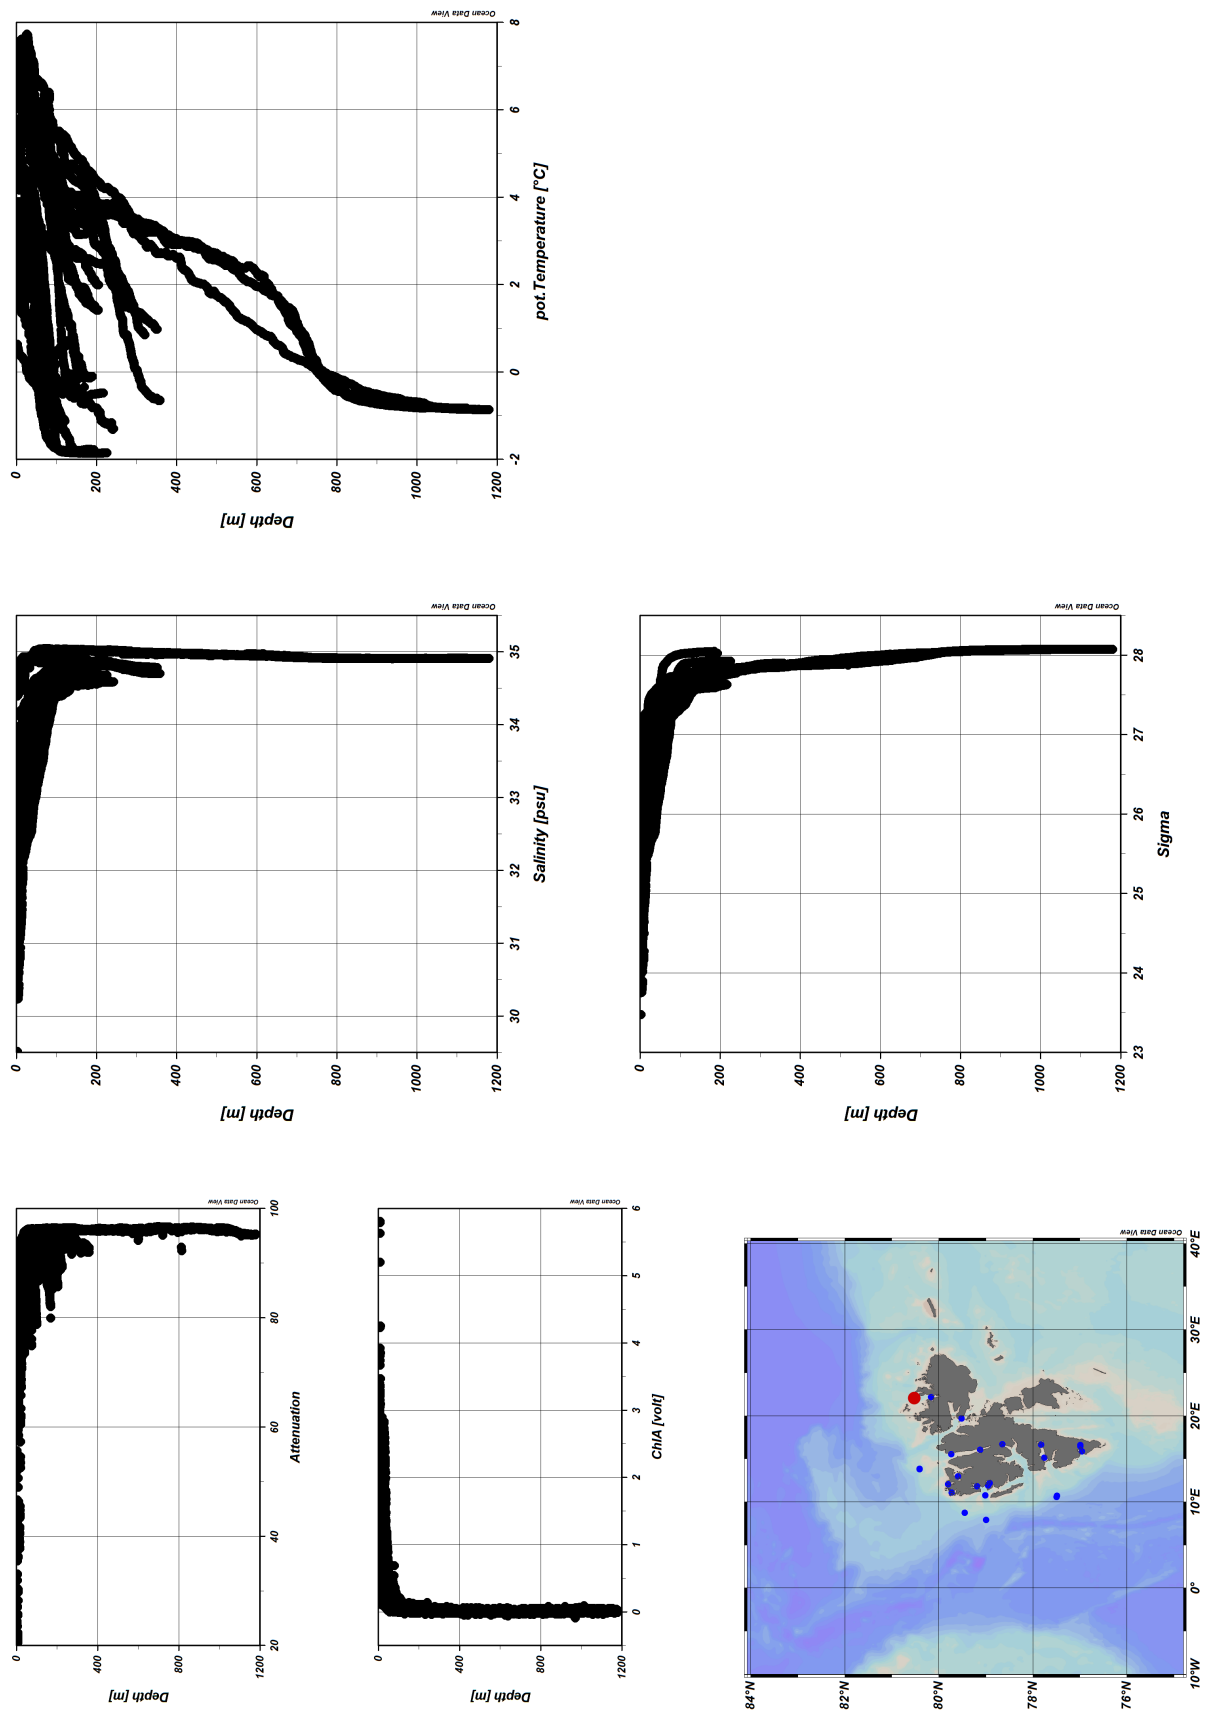 Ocean Data View
8
6
4
2
0
-2
pot.Temperature [°C]
0
200
400
600
800
1000
1200
Depth [m]
Ocean Data View
35
34
33
32
31
30
Salinity [psu]
0
200
400
600
800
1000
1200
Depth [m]
Ocean Data View
28
27
26
25
24
23
Sigma
0
200
400
600
800
1000
1200
Depth [m]
Ocean Data View
100
80
60
40
20
Attenuation
0
400
800
1200
Depth [m]
Ocean Data View
6
5
4
3
2
1
0
ChlA [volt]
0
400
800
1200
Depth [m]
Ocean Data View
40°E
30°E
20°E
10°E
0°
10°W
84°N
82°N
80°N
78°N
76°N